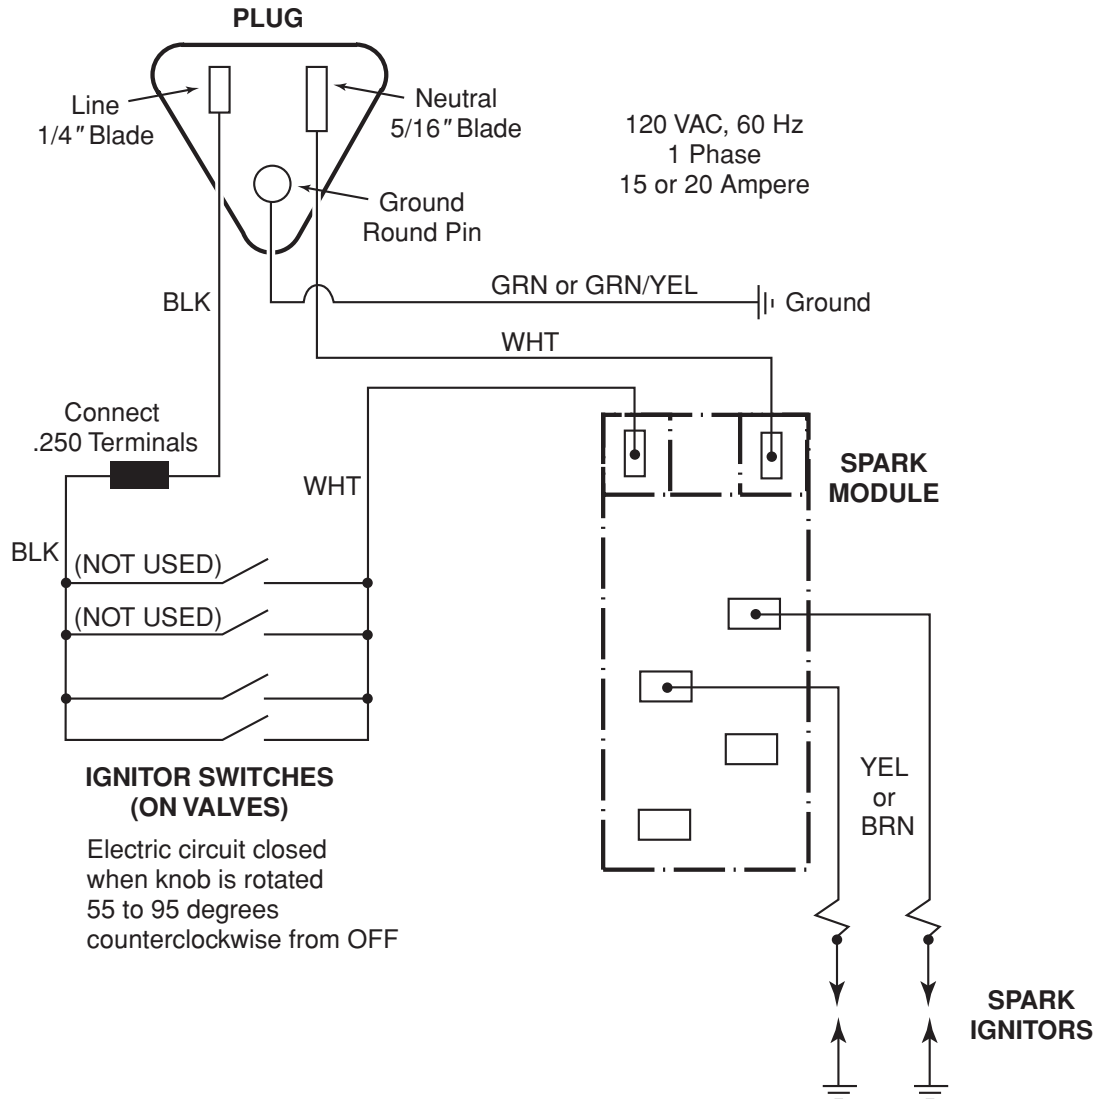 PLUG
Line
1/4" Blade
Neutral
5/16" Blade
120 VAC, 60 Hz
1 Phase
15 or 20 Ampere
Ground
Round Pin
BLK
GRN or GRN/YEL
Ground
WHT
Connect
.250 Terminals
WHT
SPARK
MODULE
BLK
(NOT USED)
(NOT USED)
IGNITOR SWITCHES
(ON VALVES)
Electric circuit closed
when knob is rotated
55 to 95 degrees
counterclockwise from OFF
YEL
or
BRN
SPARK
IGNITORS